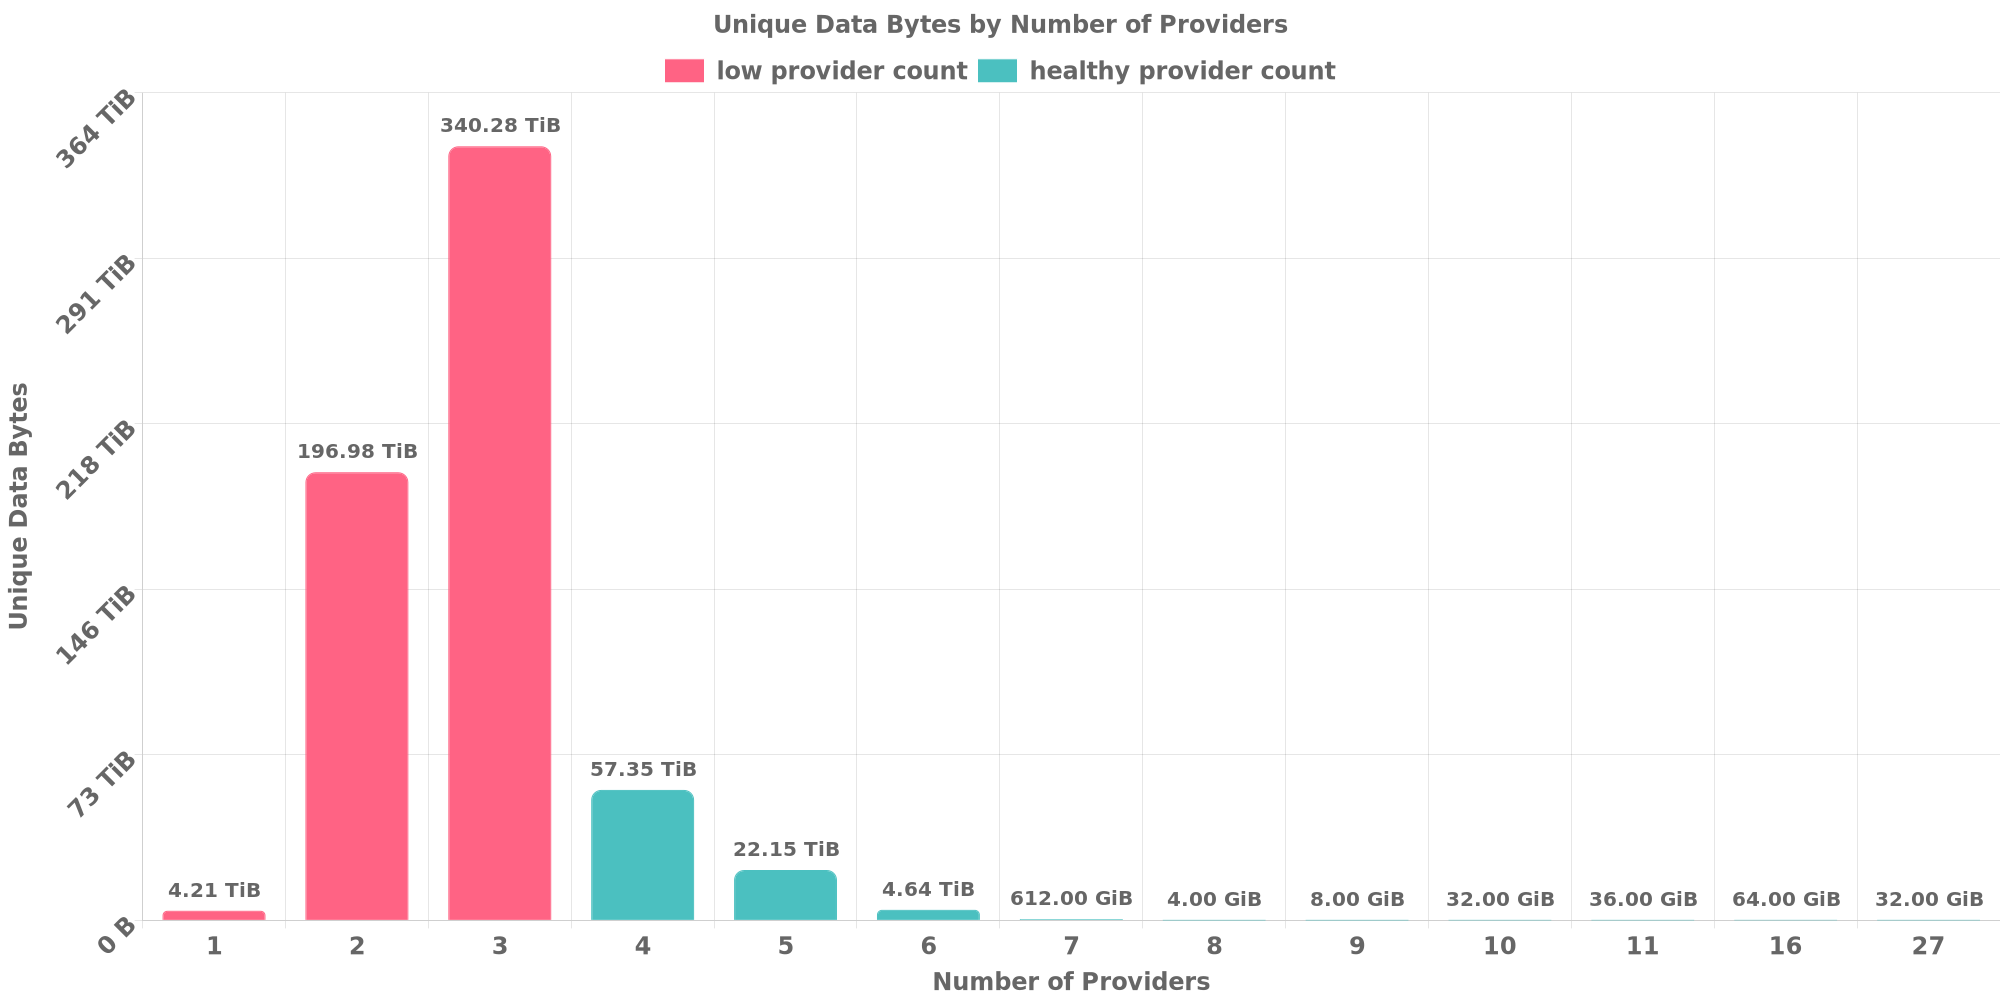 Unique Data Bytes by Number of Providers
low provider count healthy provider count
364 TiB
291 TiB
218 TiB
146 TiB
73 TiB
0 B
Unique Data Bytes
4.21 TiB
196.98 TiB
340.28 TiB
57.35 TiB
22.15 TiB
4.64 TiB
612.00 GiB
4.00 GiB
8.00 GiB
32.00 GiB
36.00 GiB
64.00 GiB
32.00 GiB
1 2 3 4 5 6 7 8 9 10 11 16 27
Number of Providers